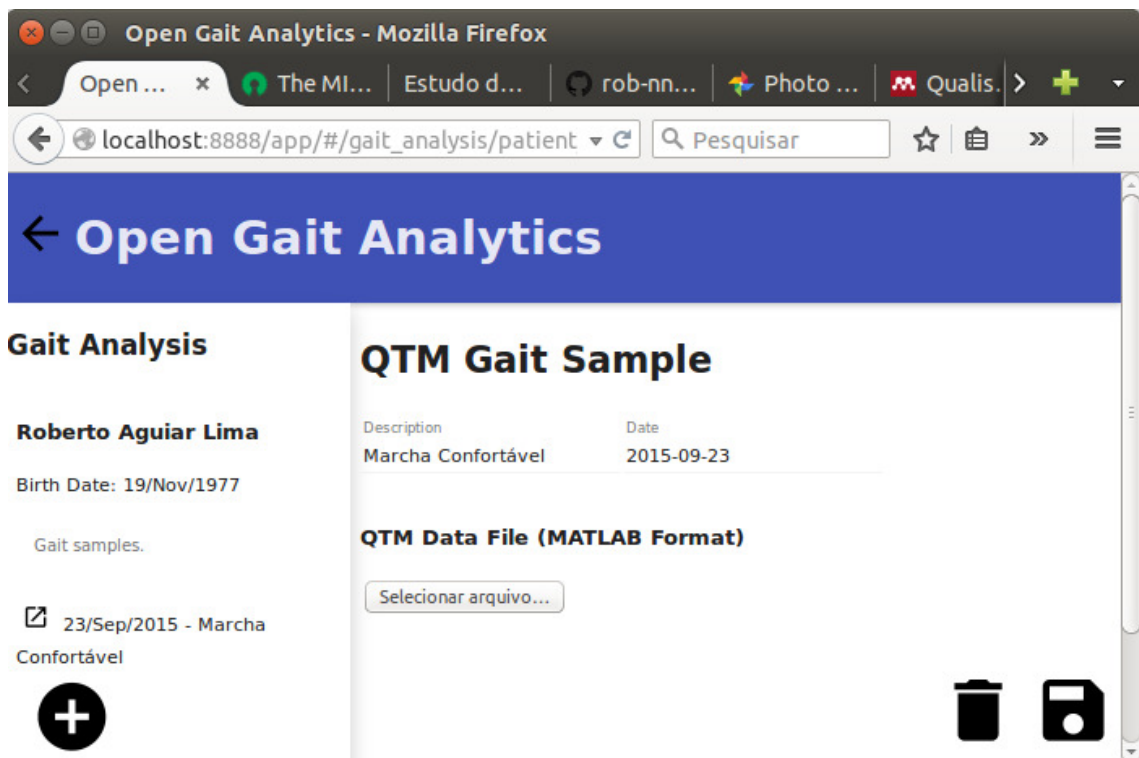 Open Gait Analytics - Mozilla Firefox
Open ... The MI... Estudo d... rob-nn... Photo ... Qualis.
localhost:8888/app/#/gait_analysis/patient Pesquisar
Open Gait Analytics
Gait Analysis
Roberto Aguiar Lima
Birth Date: 19/Nov/1977
Gait samples.
23/Sep/2015 - Marcha
Confortável
QTM Gait Sample
Description Date
Marcha Confortável 2015-09-23
QTM Data File (MATLAB Format)
Selecionar arquivo...